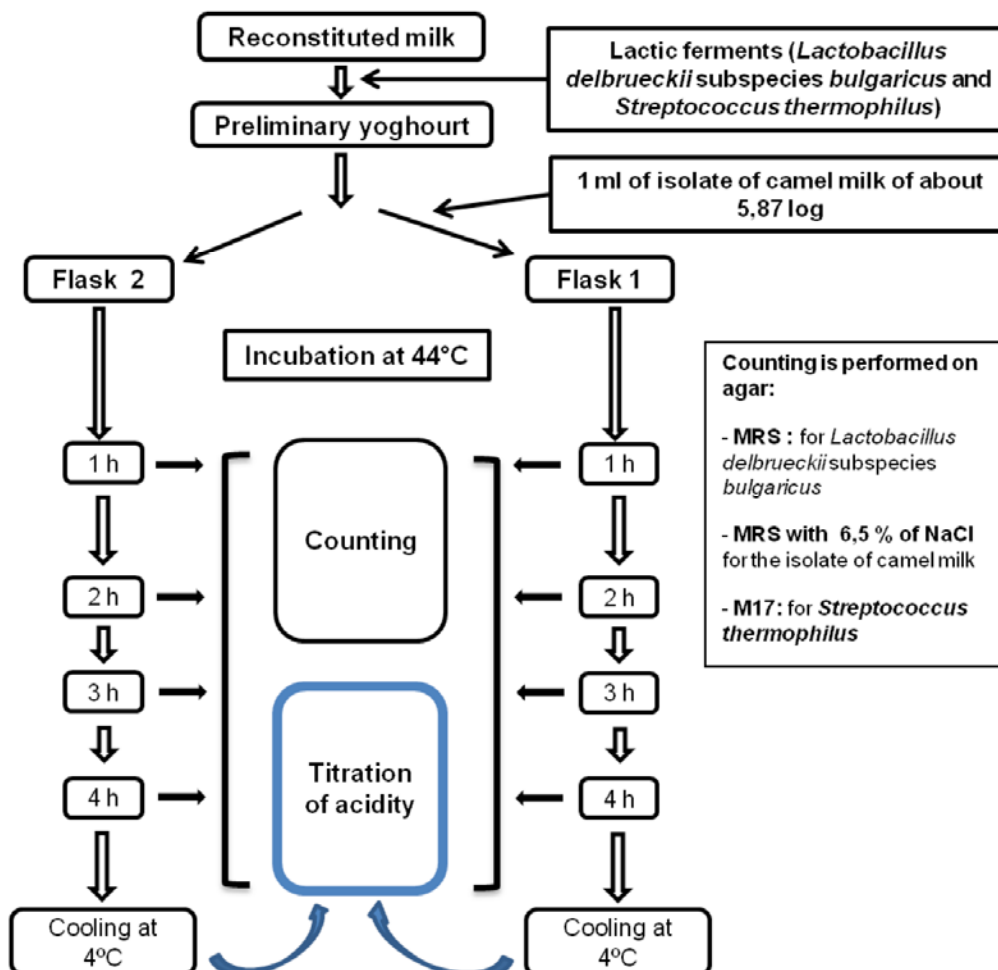 Reconstituted milk
Lactic ferments (Lactobacillus
delbrueckii subspecies bulgaricus and
Streptococcus thermophilus)
Preliminary yoghourt
1 ml of isolate of camel milk of about
5,87 log
Flask 2
Flask 1
Incubation at 44°C
Counting is performed on
agar:
- MRS : for Lactobacillus
delbrueckii subspecies
bulgaricus
- MRS with 6,5 % of NaCl
for the isolate of camel milk
- M17: for Streptococcus
thermophilus
1 h
1 h
Counting
2 h
2 h
3 h
3 h
Titration
of acidity
4 h
4 h
Cooling at
4ºC
Cooling at
4ºC